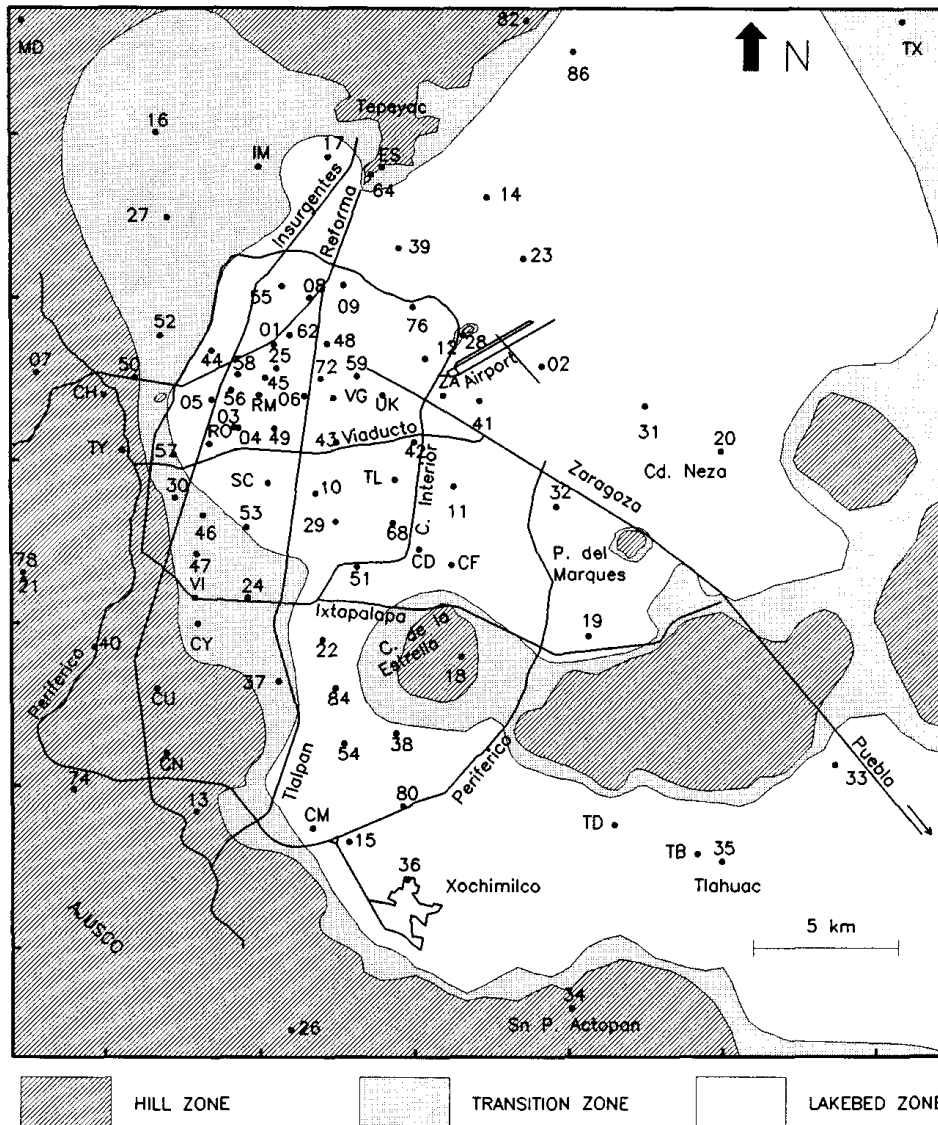 82
MD
TX
N
86
Tepeyac
16
17
IM
ES
64
Insurgentes
Reforma
14
27
39
23
08
55
09
76
52
01
62
48
12
28
44
25
07
58
72
59
ZA Airport
02
50
CH
45
56
RM
06
VG
UK
05
03
41
31
20
RO
04
49
43
Viaducto
42
TY
57
Cd. Neza
Zaragoza
SC
TL
30
10
C. Interior
11
32
53
46
29
68
P. del
Marques
47
CD
CF
78
21
51
VI
24
Ixtapalapa
19
CY
22
C. de la
Estrella
40
18
37
Periferico
CU
84
38
54
CN
Tlalpan
Periferico
74
33
Puebla
13
80
CM
TD
15
TB
35
36
Xochimilco
Tlahuac
AJUSCO
5 km
34
Sn P. Actopan
26
HILL ZONE
TRANSITION ZONE
LAKEBED ZONE